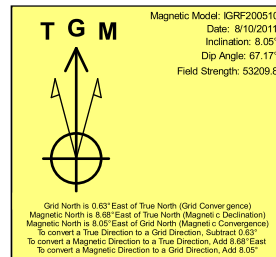 T G M
Magnetic Model: IGRF200510
Date: 8/10/2011
Inclination: 8.05°
Dip Angle: 67.17°
Field Strength: 53209.8
Grid North is 0.63° East of True North (Grid Convergence)
Magnetic North is 8.68° East of True North (Magnetic Declination)
Magnetic North is 8.05° East of Grid North (Magnetic Convergence)
To convert a True Direction to a Grid Direction, Subtract 0.63°
To convert a Magnetic Direction to a True Direction, Add 8.68° East
To convert a Magnetic Direction to a Grid Direction, Add 8.05°